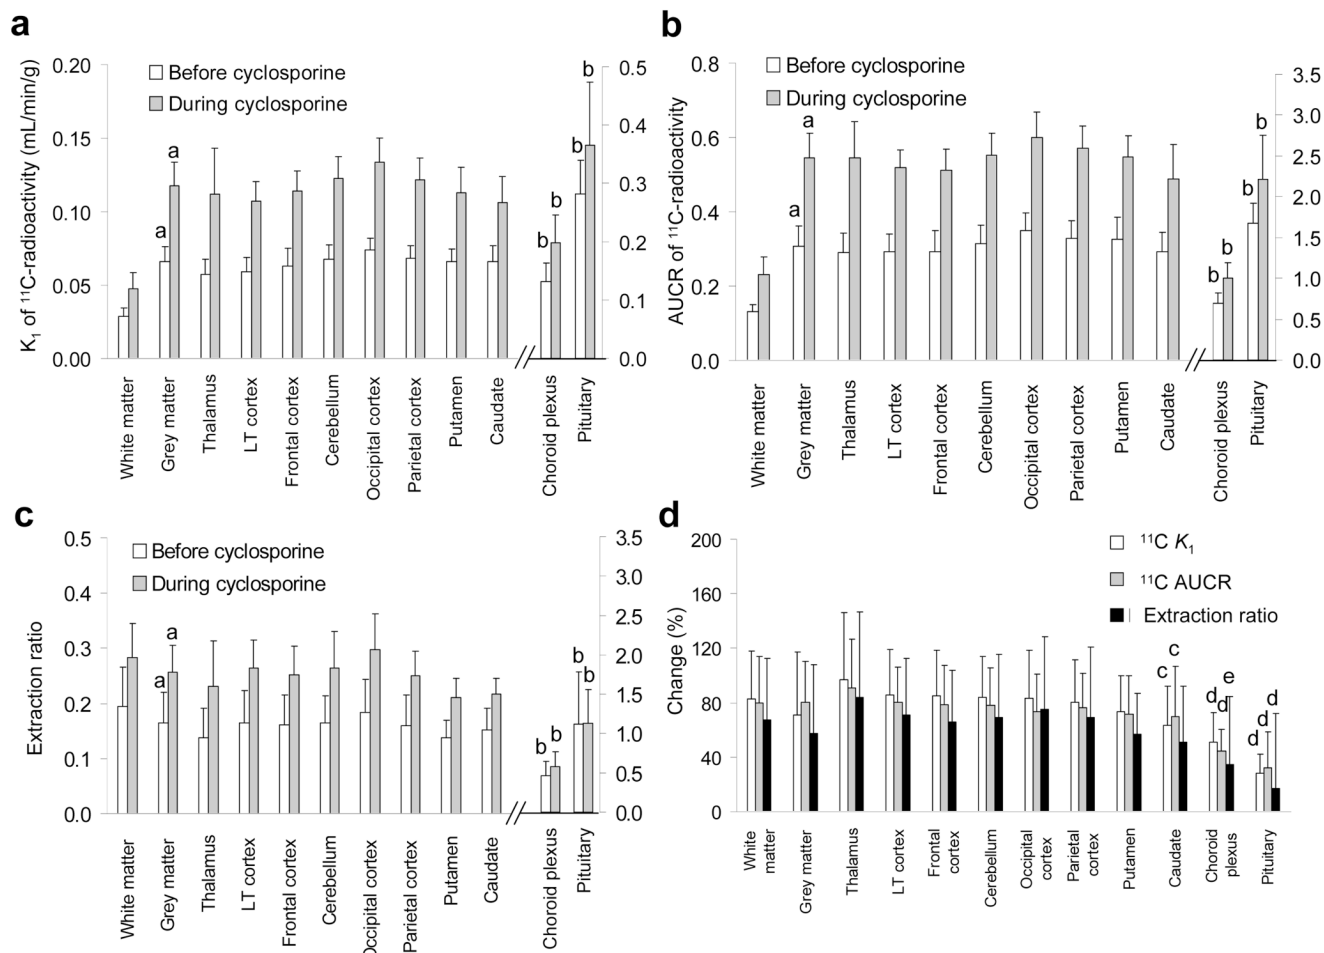 a
K1 of 11C-radioactivity (mL/min/g)
0.20
0.15
0.10
0.05
0.00
Before cyclosporine
During cyclosporine
a
a
b
b
b
b
0.5
0.4
0.3
0.2
0.1
0.0
White matter
Grey matter
Thalamus
LT cortex
Frontal cortex
Cerebellum
Occipital cortex
Parietal cortex
Putamen
Caudate
Choroid plexus
Pituitary
b
AUCR of 11C-radioactivity
0.8
0.6
0.4
0.2
0.0
Before cyclosporine
During cyclosporine
a
a
b
b
b
b
3.5
3.0
2.5
2.0
1.5
1.0
0.5
0.0
White matter
Grey matter
Thalamus
LT cortex
Frontal cortex
Cerebellum
Occipital cortex
Parietal cortex
Putamen
Caudate
Choroid plexus
Pituitary
c
Extraction ratio
0.5
0.4
0.3
0.2
0.1
0.0
Before cyclosporine
During cyclosporine
a
a
b
b
b
b
3.5
3.0
2.5
2.0
1.5
1.0
0.5
0.0
White matter
Grey matter
Thalamus
LT cortex
Frontal cortex
Cerebellum
Occipital cortex
Parietal cortex
Putamen
Caudate
Choroid plexus
Pituitary
d
Change (%)
200
160
120
80
40
0
11C K1
11C AUCR
Extraction ratio
c
c
d
d
e
d
d
d
White
matter
Grey matter
Thalamus
LT cortex
Frontal
cortex
Cerebellum
Occipital
cortex
Parietal
cortex
Putamen
Caudate
Choroid
plexus
Pituitary